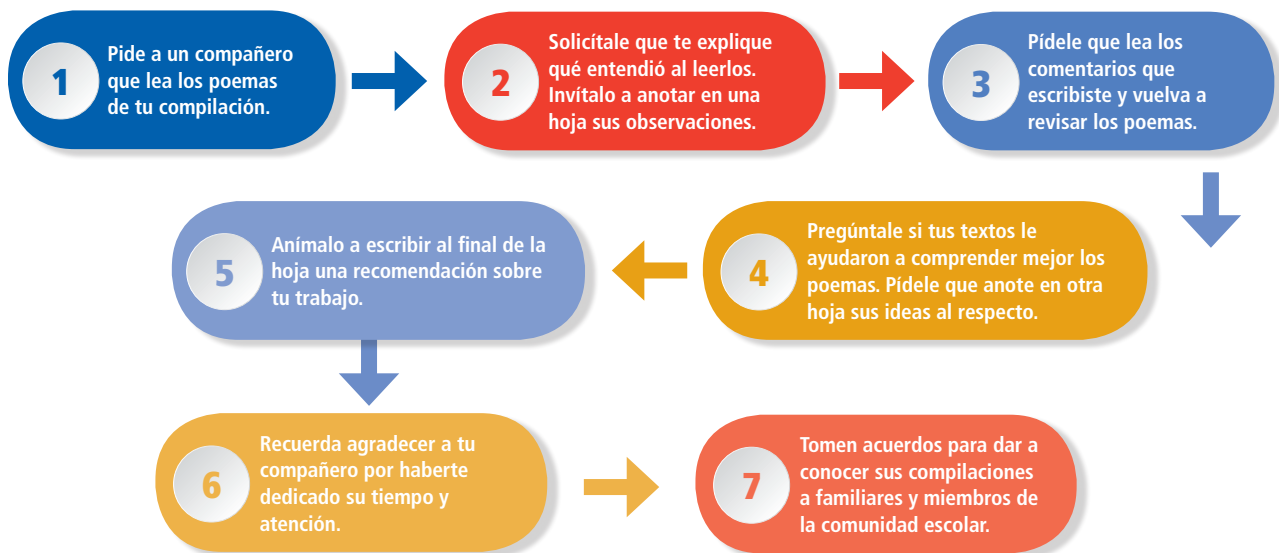 1
Pide a un compañero
que lea los poemas
de tu compilación.
2
Solicítale que te explique
qué entendió al leerlos.
Invítalo a anotar en una
hoja sus observaciones.
3
Pídele que lea los
comentarios que
escribiste y vuelva a
revisar los poemas.
4
Pregúntale si tus textos le
ayudaron a comprender mejor los
poemas. Pídele que anote en otra
hoja sus ideas al respecto.
5
Anímalo a escribir al final de la
hoja una recomendación sobre
tu trabajo.
6
Recuerda agradecer a tu
compañero por haberte
dedicado su tiempo y
atención.
7
Tomen acuerdos para dar a
conocer sus compilaciones
a familiares y miembros de
la comunidad escolar.